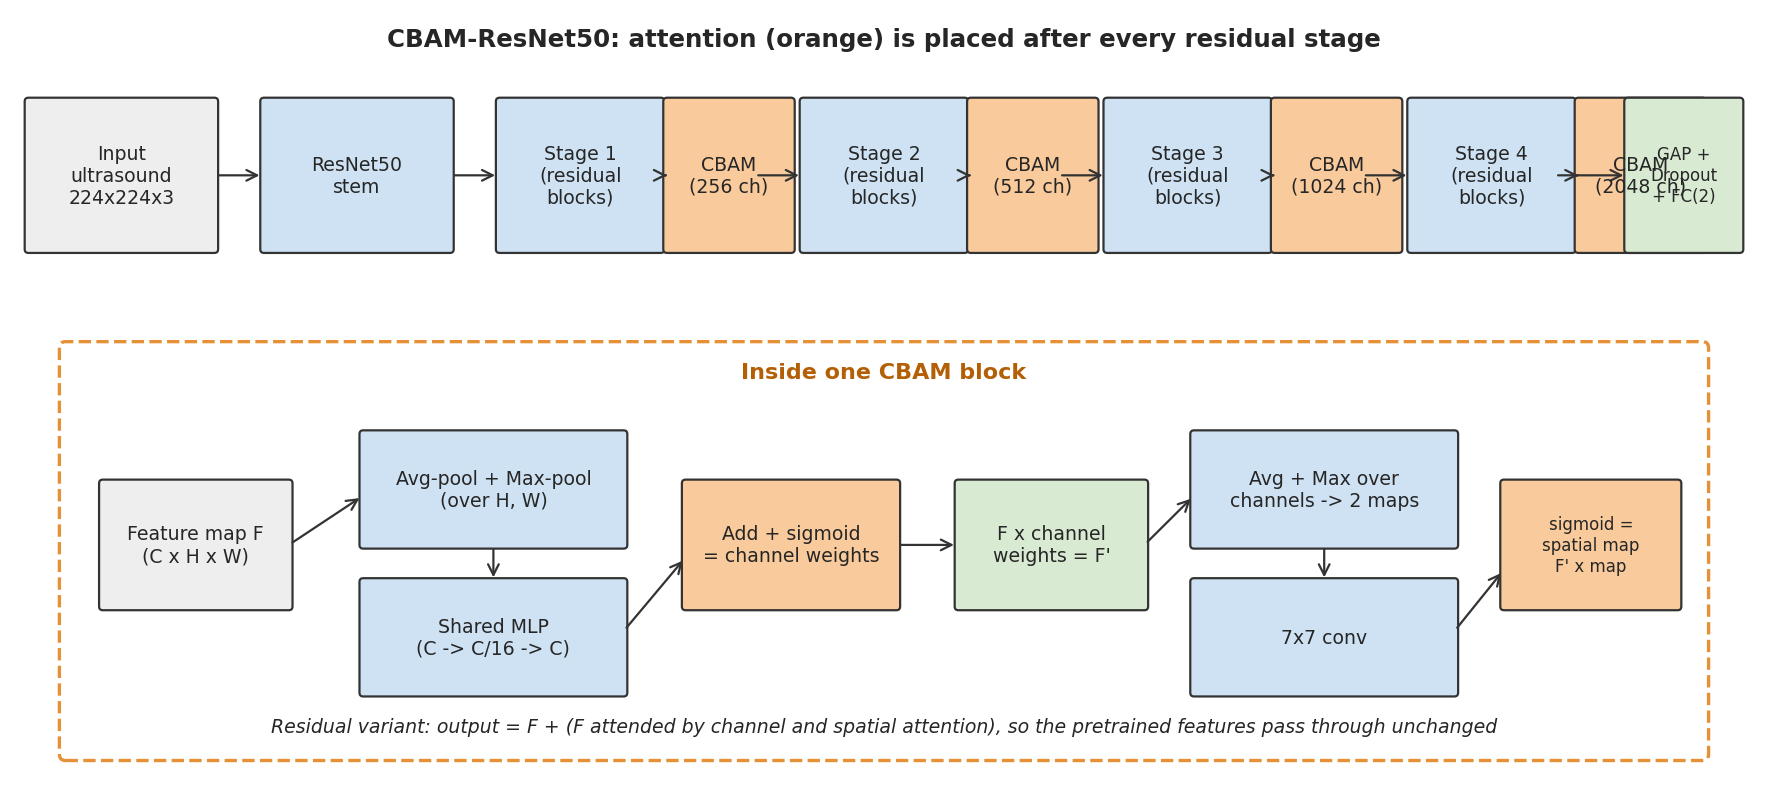 CBAM-ResNet50: attention (orange) is placed after every residual stage
Input
ultrasound
224x224x3
ResNet50
stem
Stage 1
(residual
blocks)
CBAM
(256 ch)
Stage 2
(residual
blocks)
CBAM
(512 ch)
Stage 3
(residual
blocks)
CBAM
(1024 ch)
Stage 4
(residual
blocks)
CBAM
(2048 ch)
GAP +
Dropout
+ FC(2)
Inside one CBAM block
Feature map F
(C x H x W)
Avg-pool + Max-pool
(over H, W)
Shared MLP
(C -> C/16 -> C)
Add + sigmoid
= channel weights
F x channel
weights = F'
Avg + Max over
channels -> 2 maps
7x7 conv
sigmoid =
spatial map
F' x map
Residual variant: output = F + (F attended by channel and spatial attention), so the pretrained features pass through unchanged